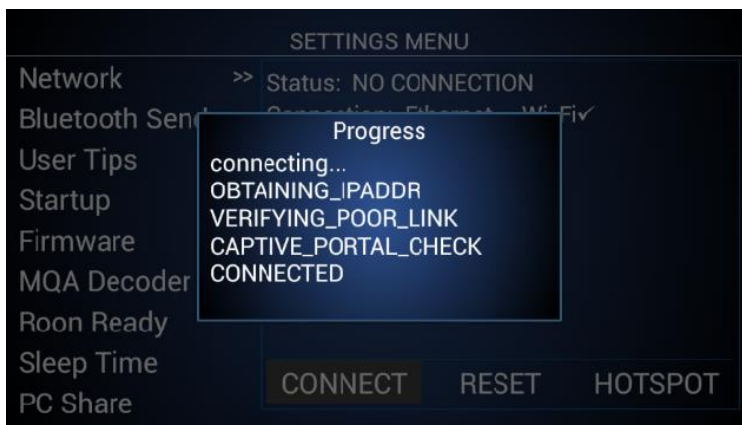 SETTINGS MENU
Network >>
Bluetooth Send
User Tips
Startup
Firmware
MQA Decoder
Roon Ready
Sleep Time
PC Share
Status: NO CONNECTION
Progress
connecting...
OBTAINING_IPADDR
VERIFYING_POOR_LINK
CAPTIVE_PORTAL_CHECK
CONNECTED
CONNECT RESET HOTSPOT